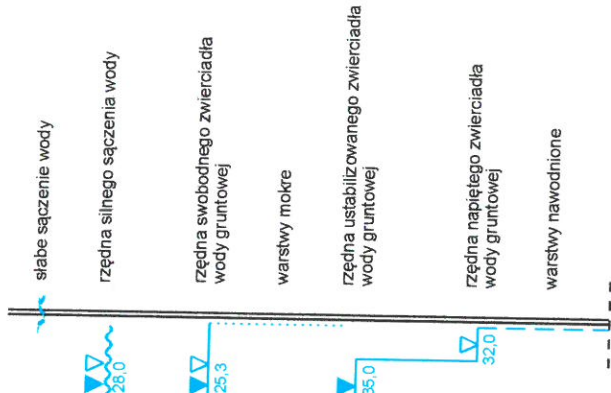 słabe sączenie wody
rzędna silnego sączenia wody
28,0
rzędna swobodnego zwierciadła
wody gruntowej
25,3
warstwy mokre
rzędna ustabilizowanego zwierciadła
wody gruntowej
35,0
rzędna napiętego zwierciadła
wody gruntowej
32,0
warstwy nawodnione